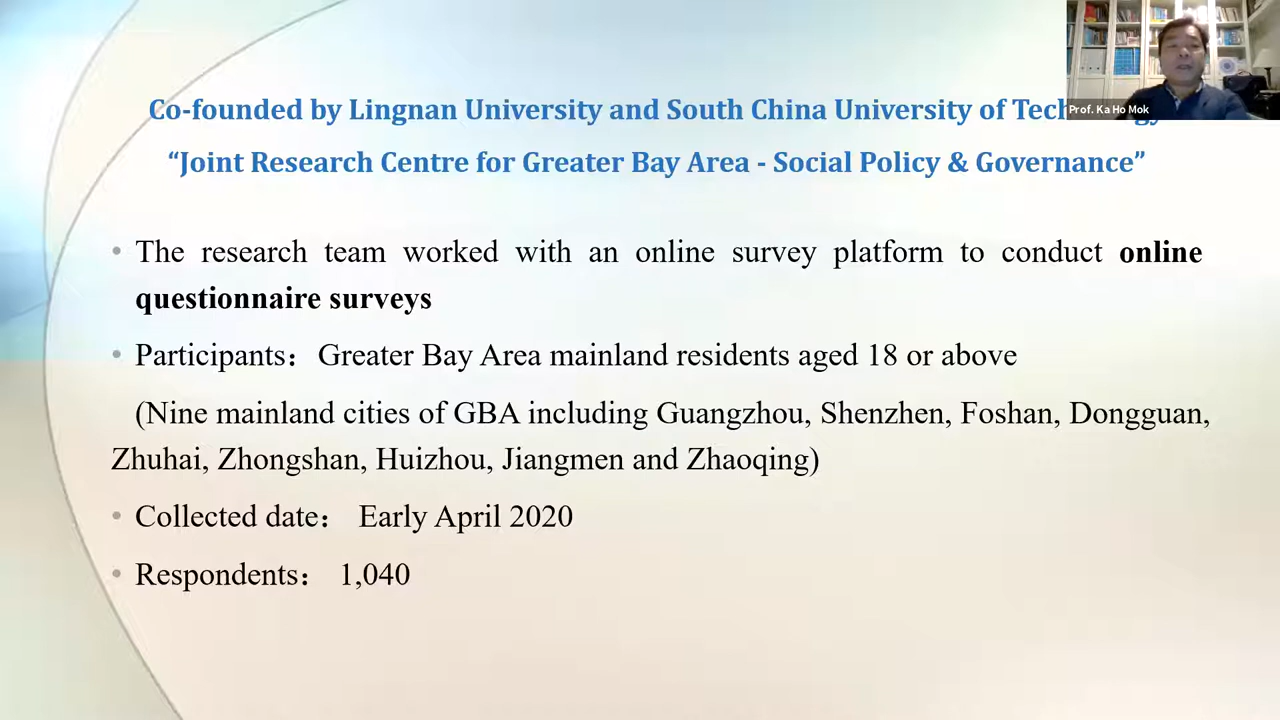 Co-founded by Lingnan University and South China University of
“Joint Research Centre for Greater Bay Area - Social Policy & Governance”
Prof. Ka Ho Mok
• The research team worked with an online survey platform to conduct online
questionnaire surveys
• Participants： Greater Bay Area mainland residents aged 18 or above
(Nine mainland cities of GBA including Guangzhou, Shenzhen, Foshan, Dongguan,
Zhuhai, Zhongshan, Huizhou, Jiangmen and Zhaoqing)
• Collected date： Early April 2020
• Respondents： 1,040